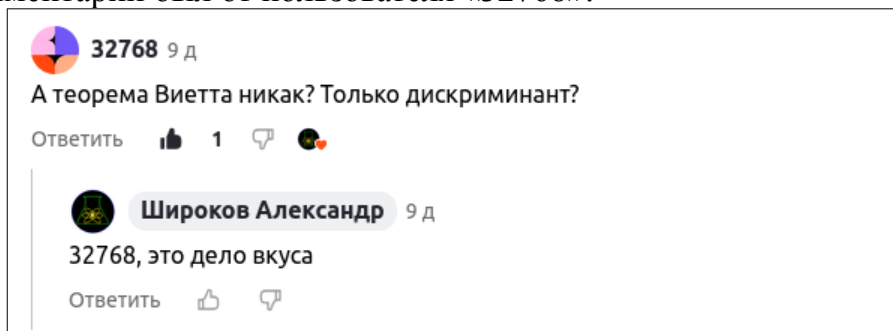 32768 9 д
А теорема Виетта никак? Только дискриминант?
Ответить 1
Широков Александр 9 д
32768, это дело вкуса
Ответить